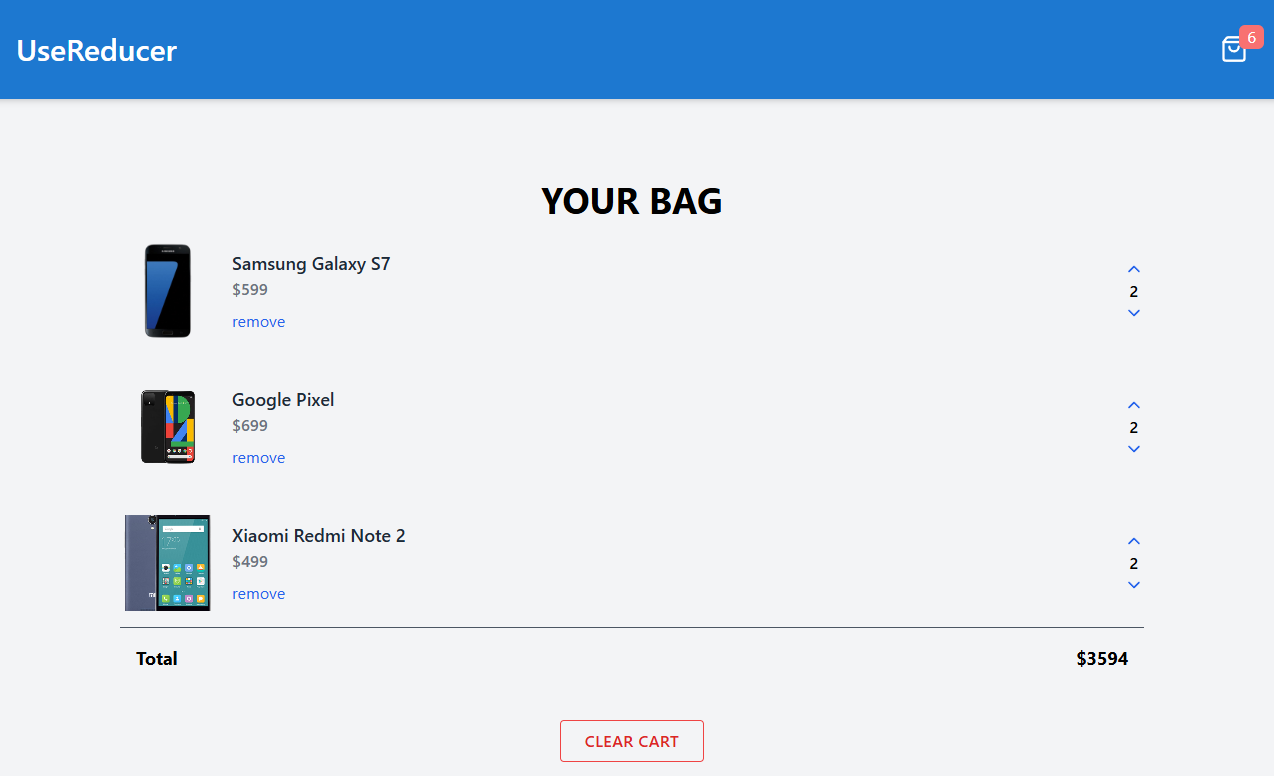 UseReducer
6
YOUR BAG
Samsung Galaxy S7
$599
remove
2
Google Pixel
$699
remove
2
Xiaomi Redmi Note 2
$499
remove
2
Total
$3594
CLEAR CART